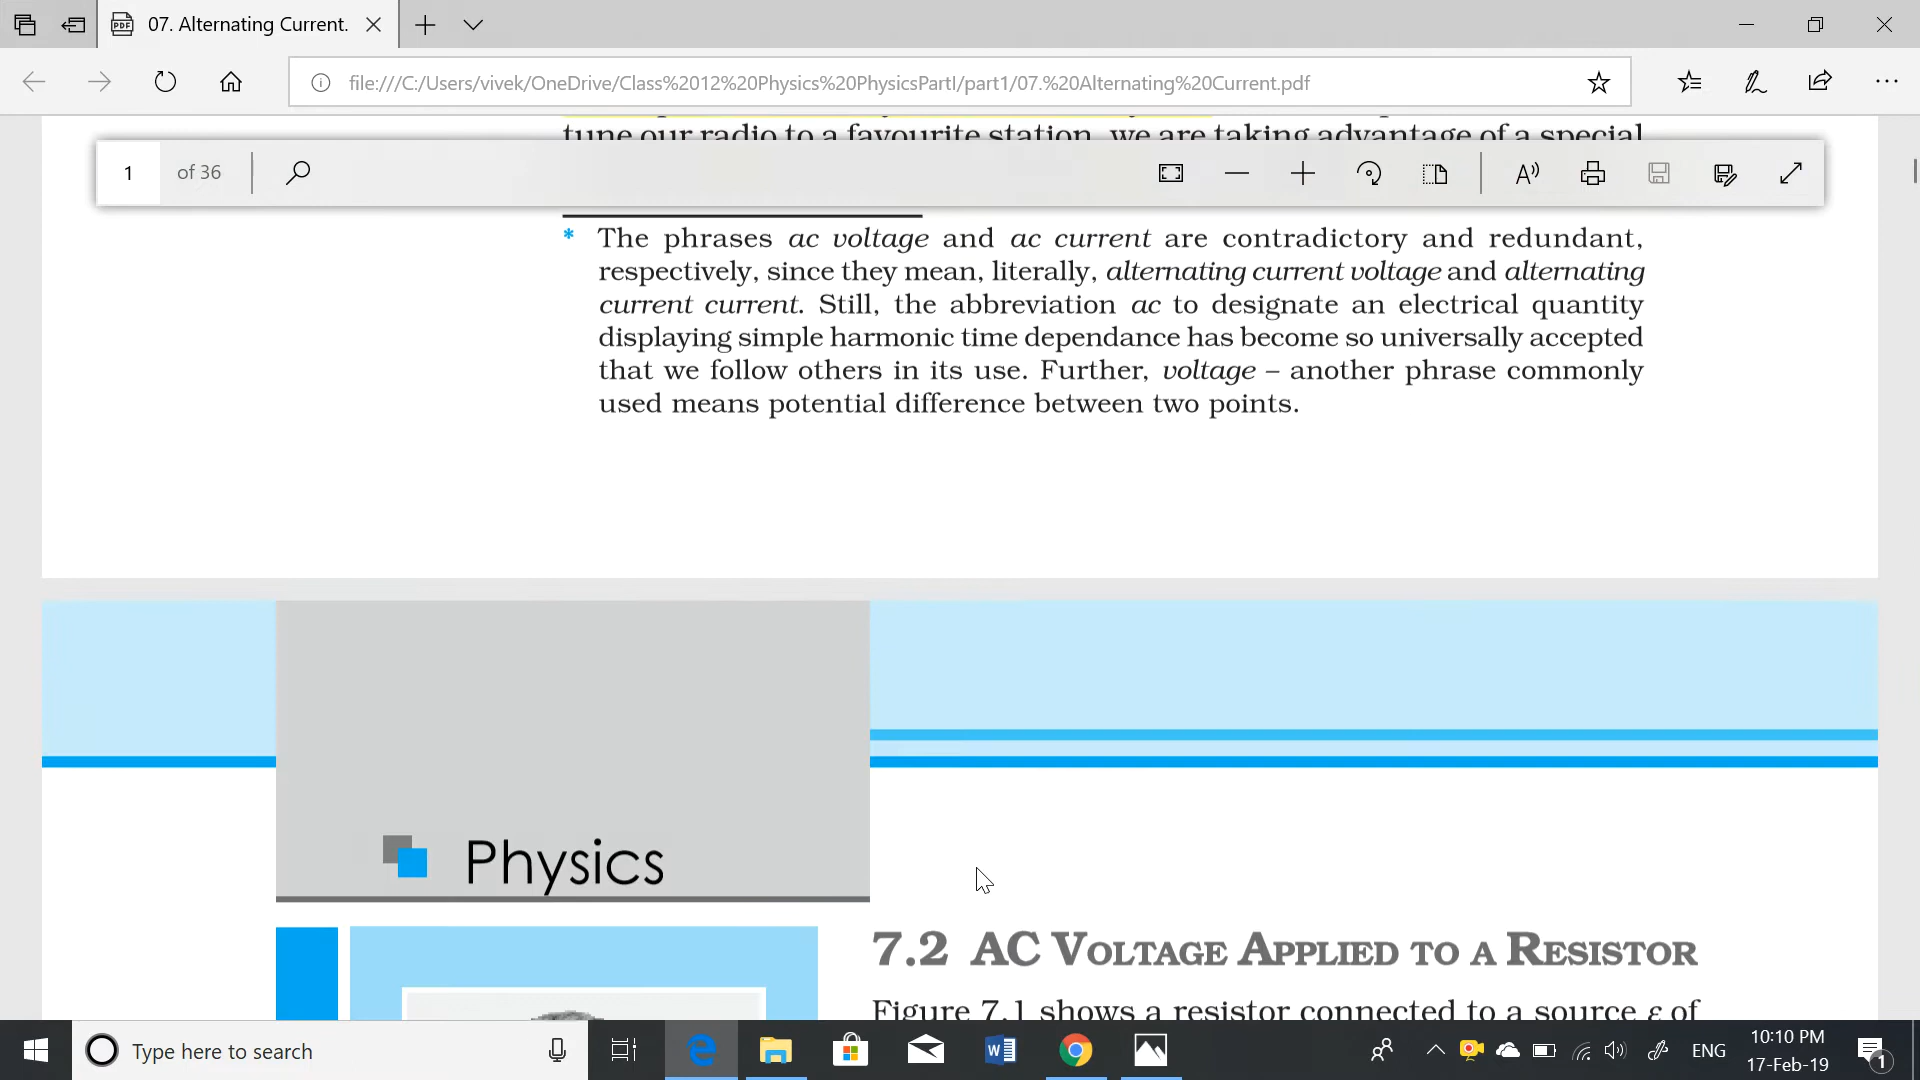 07. Alternating Current.
file:///C:/Users/vivek/OneDrive/Class%2012%20Physics%20PhysicsPartI/part1/07.%20Alternating%20Current.pdf
tune our radio to a favourite station, we are taking advantage of a special
1 of 36
* The phrases ac voltage and ac current are contradictory and redundant,
respectively, since they mean, literally, alternating current voltage and alternating
current current. Still, the abbreviation ac to designate an electrical quantity
displaying simple harmonic time dependance has become so universally accepted
that we follow others in its use. Further, voltage – another phrase commonly
used means potential difference between two points.
Physics
7.2 AC VOLTAGE APPLIED TO A RESISTOR
Figure 7.1 shows a resistor connected to a source ε of
Type here to search
ENG
10:10 PM
17-Feb-19
1